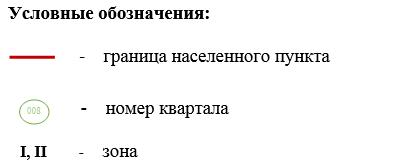 Условные обозначения:
- граница населенного пункта
008 - номер квартала
I, II - зона